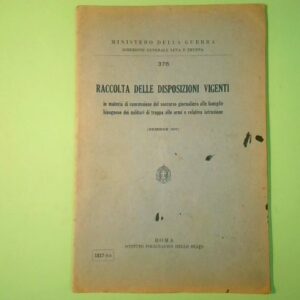 MINISTERO DELLA GUERRA
DIREZIONE GENERALE LEVA E TRUPPA
376
RACCOLTA DELLE DISPOSIZIONI VIGENTI
in materia di concessione del soccorso giornaliero alle famiglie
bisognose dei militari di truppa alle armi e relativa istruzione
ROMA
ISTITUTO POLIGRAFICO DELLO STATO